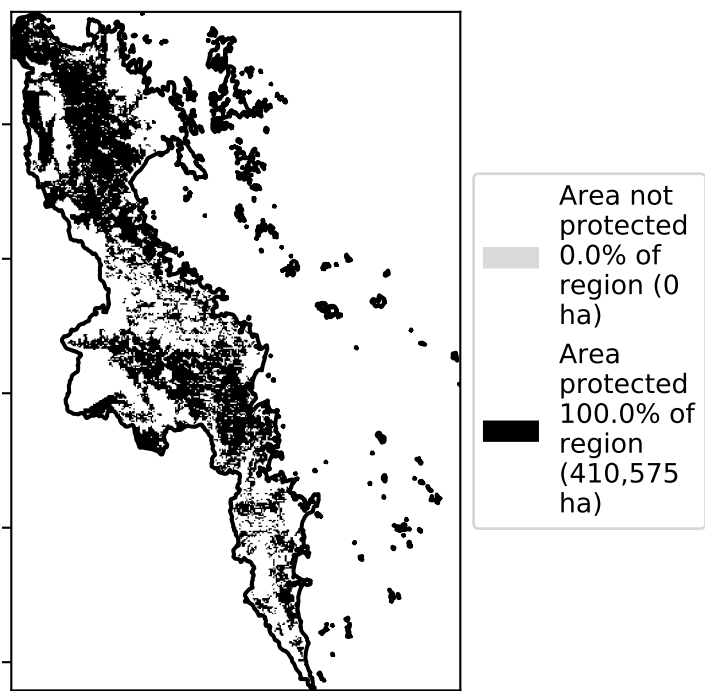 Area not
protected
0.0% of
region (0
ha)
Area
protected
100.0% of
region
(410,575
ha)